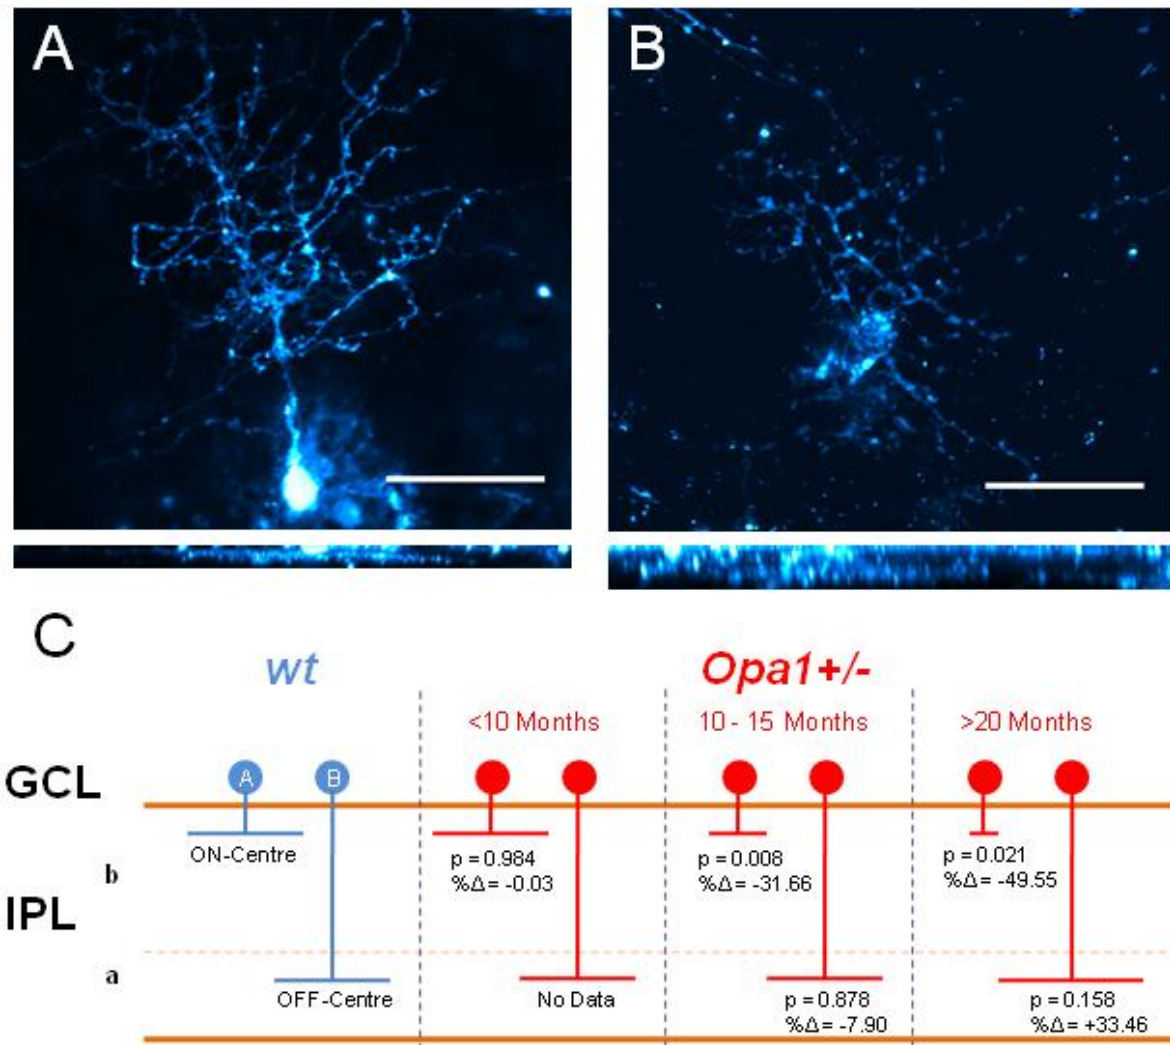 A
B
C
wt
Opa1+/-
<10 Months
10 - 15 Months
>20 Months
GCL
A
B
ON-Centre
p = 0.984
%Δ= -0.03
p = 0.008
%Δ= -31.66
p = 0.021
%Δ= -49.55
b
IPL
a
OFF-Centre
No Data
p = 0.878
%Δ= -7.90
p = 0.158
%Δ= +33.46